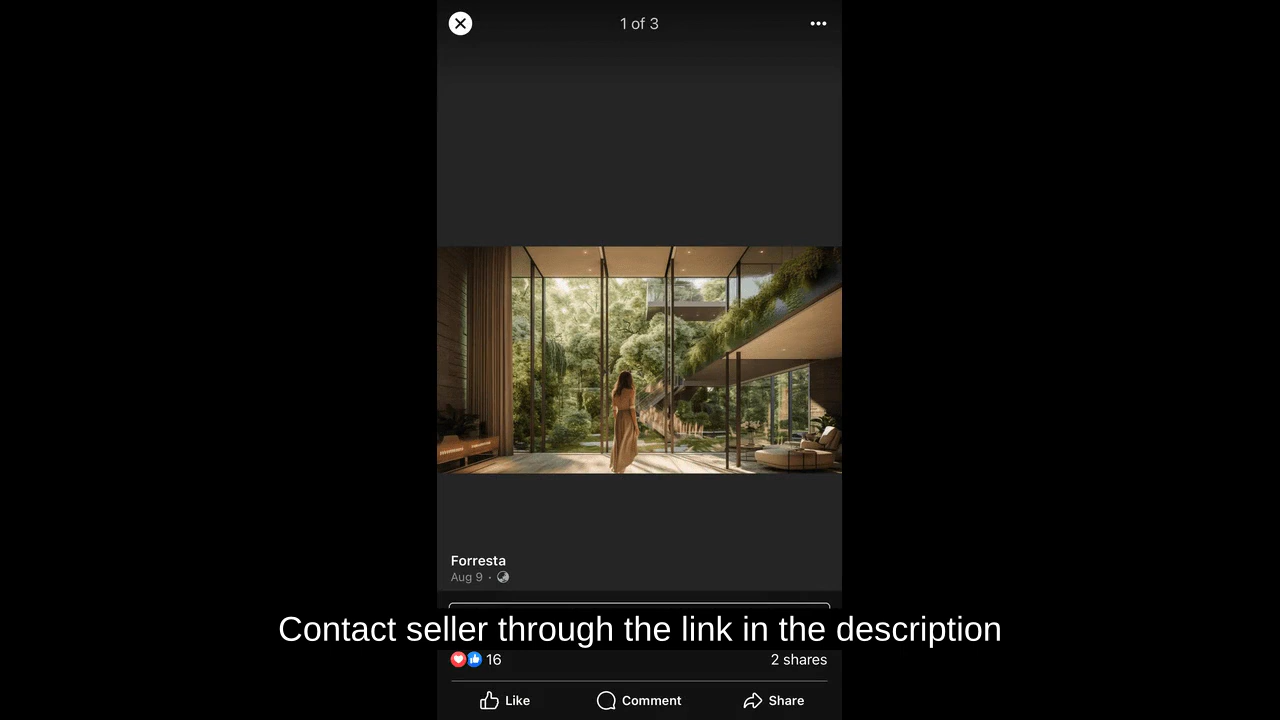 1 of 3
Forresta
Aug 9 ·
Contact seller through the link in the description
16
2 shares
Like
Comment
Share